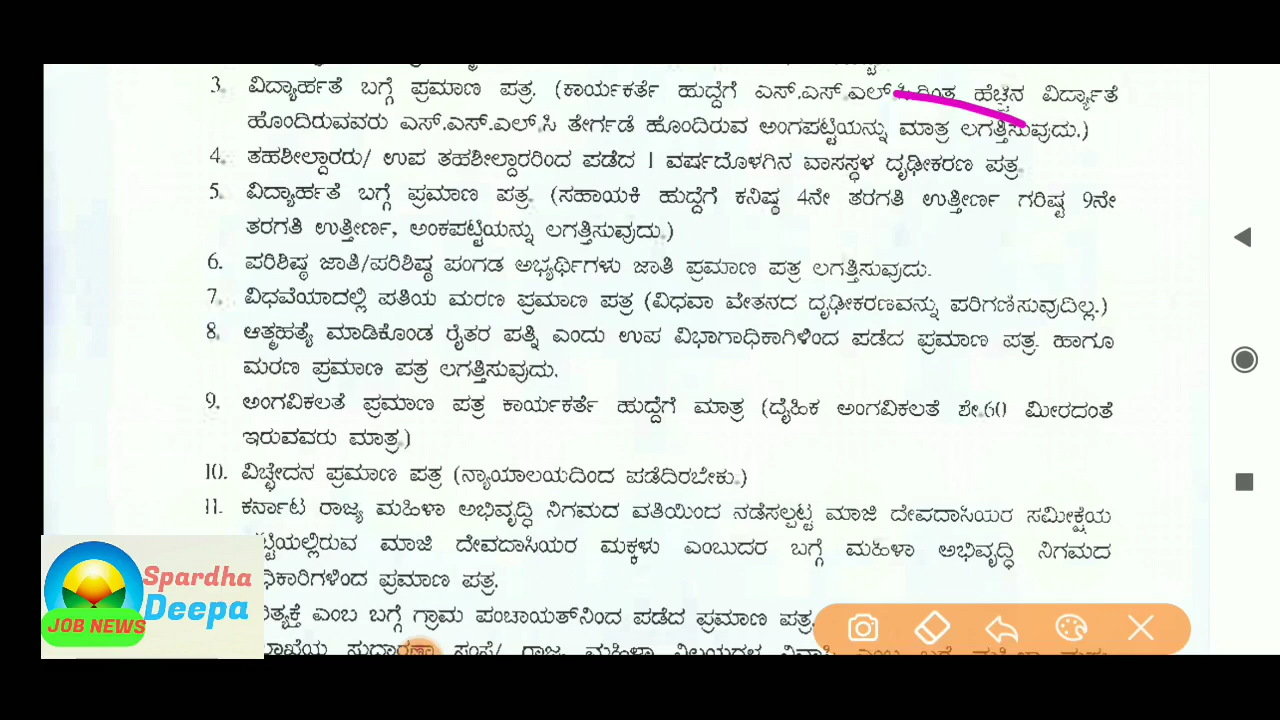 3. ವಿದ್ಯಾರ್ಹತೆ ಬಗ್ಗೆ ಪ್ರಮಾಣ ಪತ್ರ. (ಕಾರ್ಯಕರ್ತೆ ಹುದ್ದೆಗೆ ಎಸ್.ಎಸ್.ಎಲ್.ಸಿ.ಗಿಂತ ಹೆಚ್ಚಿನ ವಿದ್ಯಾರ್ಹತೆ
ಹೊಂದಿರುವವರು ಎಸ್.ಎಸ್.ಎಲ್.ಸಿ ತೇರ್ಗಡೆ ಹೊಂದಿರುವ ಅಂಗಪಟ್ಟಿಯನ್ನು ಮಾತ್ರ ಲಗತ್ತಿಸುವುದು.)
4. ತಹಶೀಲ್ದಾರರು/ ಉಪ ತಹಶೀಲ್ದಾರರಿಂದ ಪಡೆದ 1 ವರ್ಷದೊಳಗಿನ ವಾಸಸ್ಥಳ ದೃಢೀಕರಣ ಪತ್ರ.
5. ವಿದ್ಯಾರ್ಹತೆ ಬಗ್ಗೆ ಪ್ರಮಾಣ ಪತ್ರ. (ಸಹಾಯಕಿ ಹುದ್ದೆಗೆ ಕನಿಷ್ಠ 4ನೇ ತರಗತಿ ಉತ್ತೀರ್ಣ ಗರಿಷ್ಟ 9ನೇ
ತರಗತಿ ಉತ್ತೀರ್ಣ, ಅಂಕಪಟ್ಟಿಯನ್ನು ಲಗತ್ತಿಸುವುದು.)
6. ಪರಿಶಿಷ್ಠ ಜಾತಿ/ಪರಿಶಿಷ್ಠ ಪಂಗಡ ಅಭ್ಯರ್ಥಿಗಳು ಜಾತಿ ಪ್ರಮಾಣ ಪತ್ರ ಲಗತ್ತಿಸುವುದು.
7. ವಿಧವೆಯಾದಲ್ಲಿ ಪತಿಯ ಮರಣ ಪ್ರಮಾಣ ಪತ್ರ (ವಿಧವಾ ವೇತನದ ದೃಢೀಕರಣವನ್ನು ಪರಿಗಣಿಸುವುದಿಲ್ಲ.)
8. ಆತ್ಮಹತ್ಯೆ ಮಾಡಿಕೊಂಡ ರೈತರ ಪತ್ನಿ ಎಂದು ಉಪ ವಿಭಾಗಾಧಿಕಾಗಿಳಿಂದ ಪಡೆದ ಪ್ರಮಾಣ ಪತ್ರ. ಹಾಗೂ
ಮರಣ ಪ್ರಮಾಣ ಪತ್ರ ಲಗತ್ತಿಸುವುದು.
9. ಅಂಗವಿಕಲತೆ ಪ್ರಮಾಣ ಪತ್ರ ಕಾರ್ಯಕರ್ತೆ ಹುದ್ದೆಗೆ ಮಾತ್ರ (ದೈಹಿಕ ಅಂಗವಿಕಲತೆ ಶೇ.60 ಮೀರದಂತೆ
ಇರುವವರು ಮಾತ್ರ.)
10. ವಿಚ್ಛೇದನ ಪ್ರಮಾಣ ಪತ್ರ (ನ್ಯಾಯಾಲಯದಿಂದ ಪಡೆದಿರಬೇಕು.)
11. ಕರ್ನಾಟ ರಾಜ್ಯ ಮಹಿಳಾ ಅಭಿವೃದ್ಧಿ ನಿಗಮದ ವತಿಯಿಂದ ನಡೆಸಲ್ಪಟ್ಟ ಮಾಜಿ ದೇವದಾಸಿಯರ ಸಮೀಕ್ಷೆಯ
ಮಾಜಿ ದೇವದಾಸಿಯರ ಮಕ್ಕಳು ಎಂಬುದರ ಬಗ್ಗೆ ಮಹಿಳಾ ಅಭಿವೃದ್ಧಿ ನಿಗಮದ
ಪ್ರಮಾಣ ಪತ್ರ.
ಎಂಬ ಬಗ್ಗೆ ಗ್ರಾಮ ಪಂಚಾಯತ್‌ನಿಂದ ಪಡೆದ ಪ್ರಮಾಣ ಪತ್ರ.
Spardha
Deepa
JOB NEWS